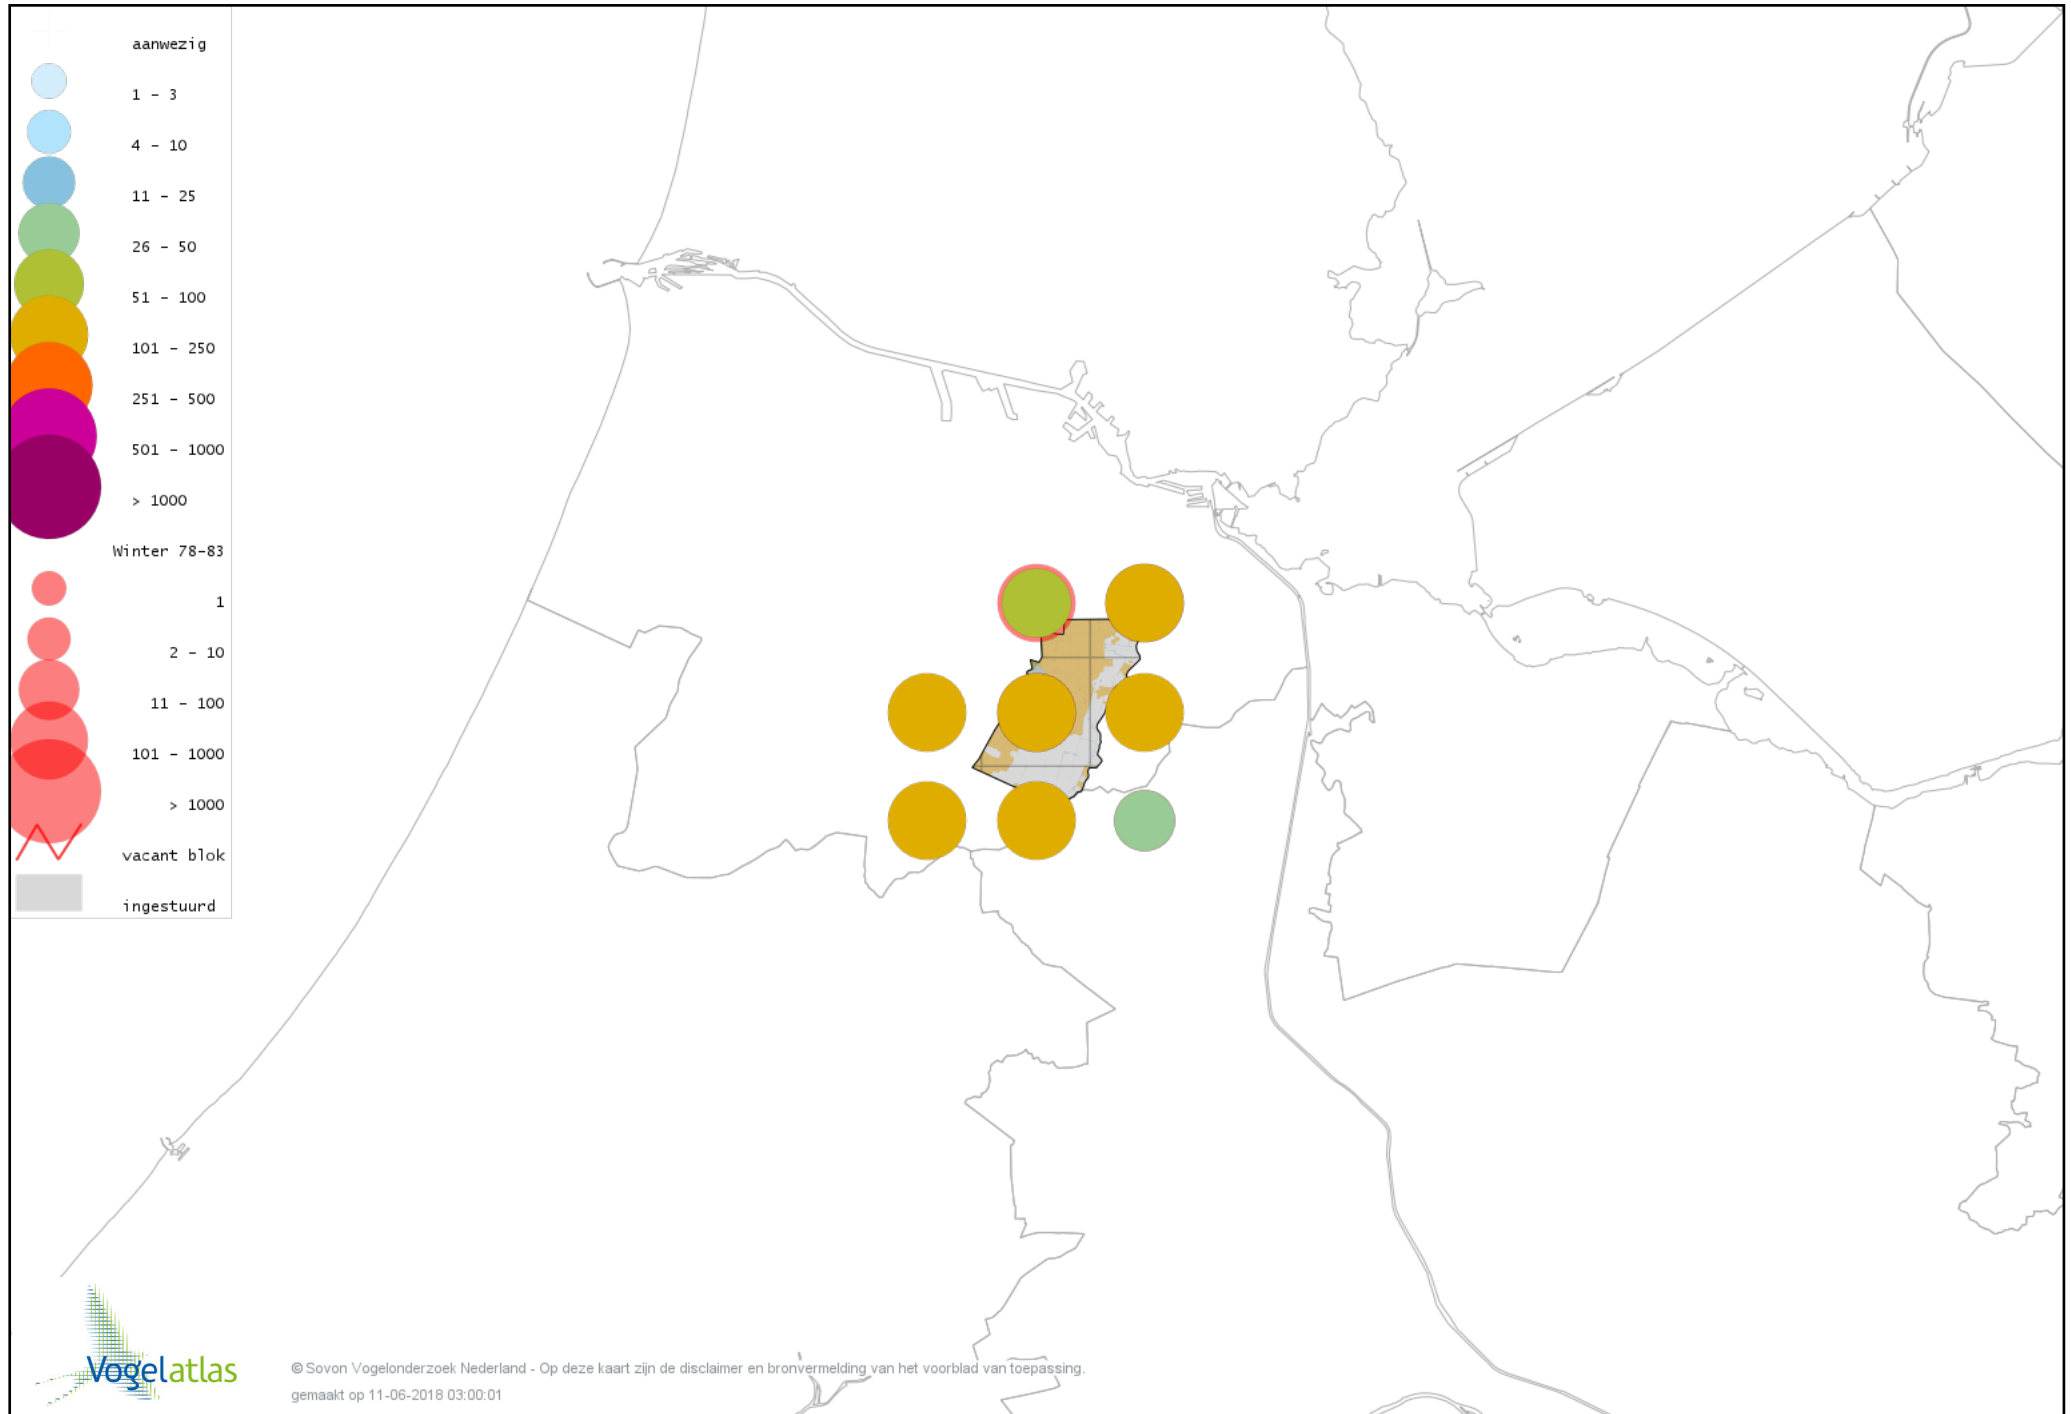 aanwezig
1 - 3
4 - 10
11 - 25
26 - 50
51 - 100
101 - 250
251 - 500
501 - 1000
> 1000
Winter 78-83
1
2 - 10
11 - 100
101 - 1000
> 1000
vacant blok
ingestuurd
Vogelatlas
© Sovon Vogelonderzoek Nederland - Op deze kaart zijn de disclaimer en bronvermelding van het voorblad van toepassing.
gemaakt op 11-06-2018 03:00:01